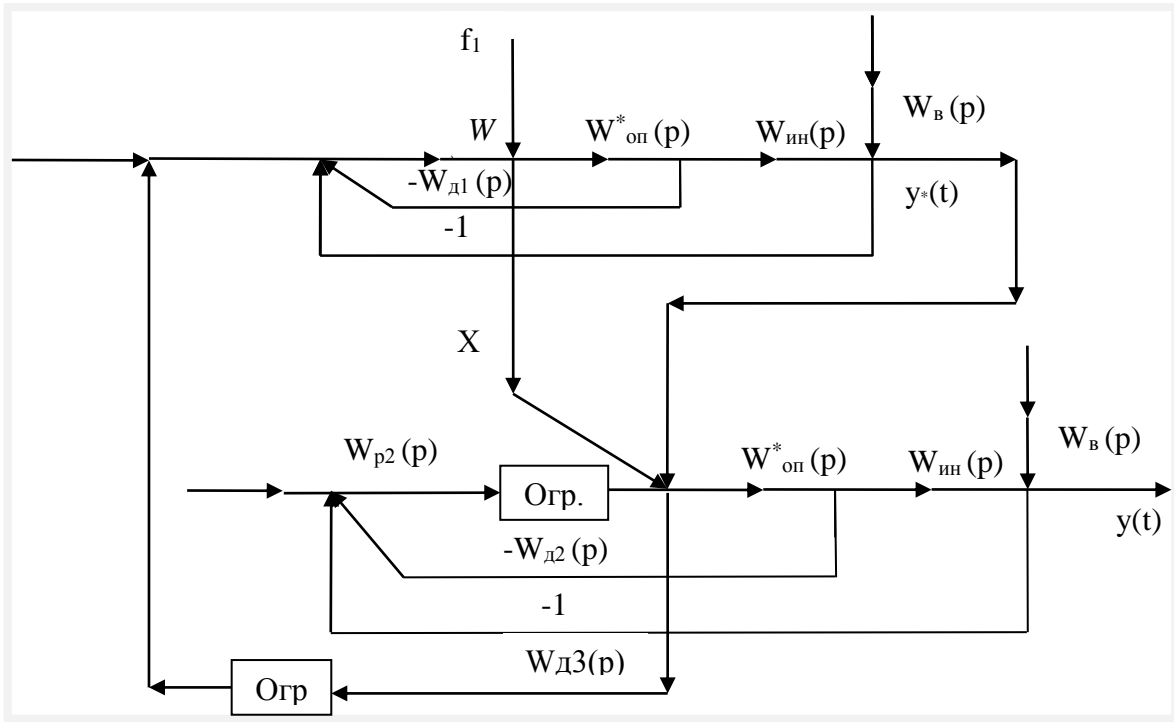 f₁
W
W*оп (p)
Wин(p)
Wв (p)
-Wд1 (p)
-1
y*(t)
X
Wр2 (p)
Огр.
W*оп (p)
Wин (p)
Wв (p)
y(t)
-Wд2 (p)
-1
Wд3(p)
Огр